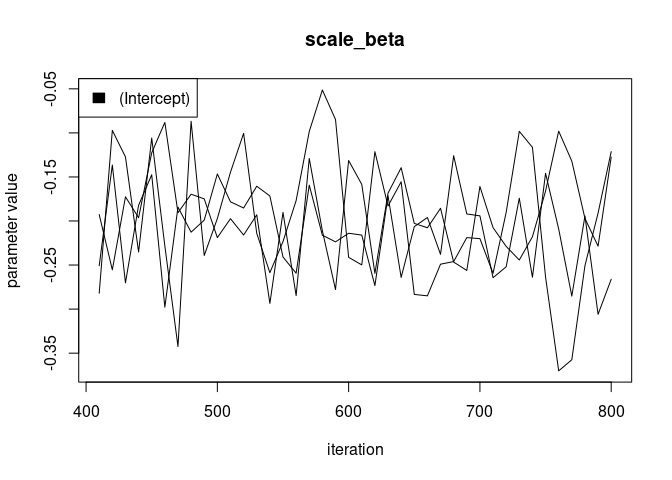 scale_beta
(Intercept)
-0.05
-0.15
-0.25
-0.35
parameter value
400 500 600 700 800
iteration